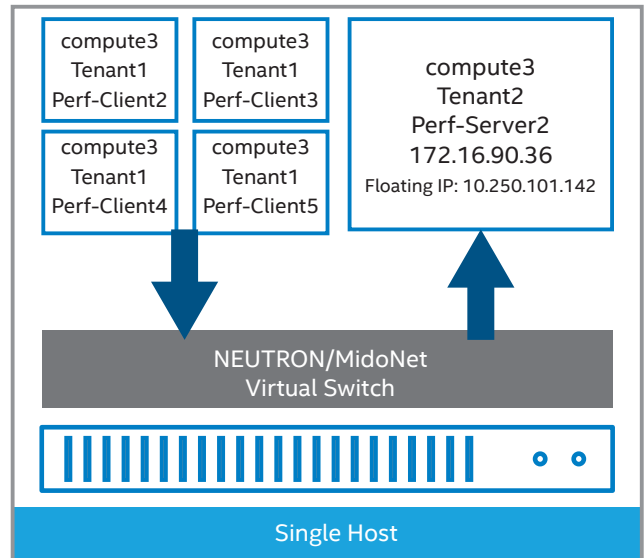 compute3
Tenant1
Perf-Client2
compute3
Tenant1
Perf-Client3
compute3
Tenant1
Perf-Client4
compute3
Tenant1
Perf-Client5
compute3
Tenant2
Perf-Server2
172.16.90.36
Floating IP: 10.250.101.142
NEUTRON/MidoNet
Virtual Switch
Single Host